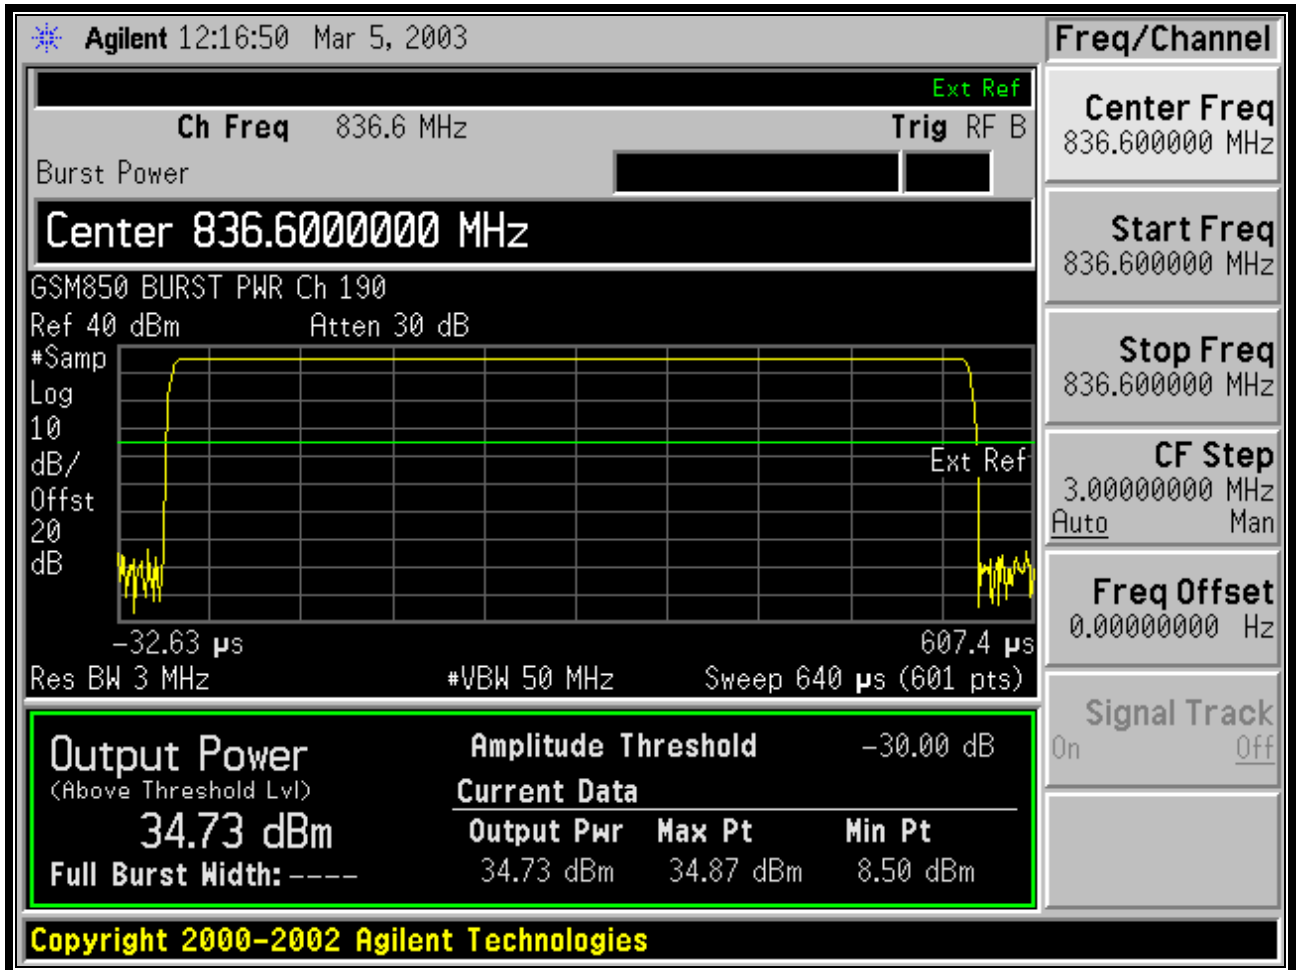 Agilent 12:16:50 Mar 5, 2003
Freq/Channel
Ext Ref
Ch Freq 836.6 MHz
Trig RF B
Burst Power
Center 836.6000000 MHz
GSM850 BURST PWR Ch 190
Ref 40 dBm
Atten 30 dB
#Samp
Log
10
dB/
Offst
20
dB
Ext Ref
-32.63 µs
607.4 µs
Res BW 3 MHz
#VBW 50 MHz
Sweep 640 µs (601 pts)
Output Power
(Above Threshold Lvl)
34.73 dBm
Full Burst Width: ----
Amplitude Threshold -30.00 dB
Current Data
Output Pwr Max Pt Min Pt
34.73 dBm 34.87 dBm 8.50 dBm
Center Freq
836.600000 MHz
Start Freq
836.600000 MHz
Stop Freq
836.600000 MHz
CF Step
3.00000000 MHz
Auto Man
Freq Offset
0.00000000 Hz
Signal Track
On Off
Copyright 2000-2002 Agilent Technologies